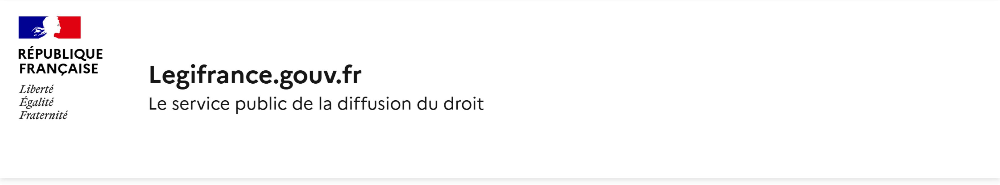 RÉPUBLIQUE
FRANÇAISE
Liberté
Égalité
Fraternité
Legifrance.gouv.fr
Le service public de la diffusion du droit